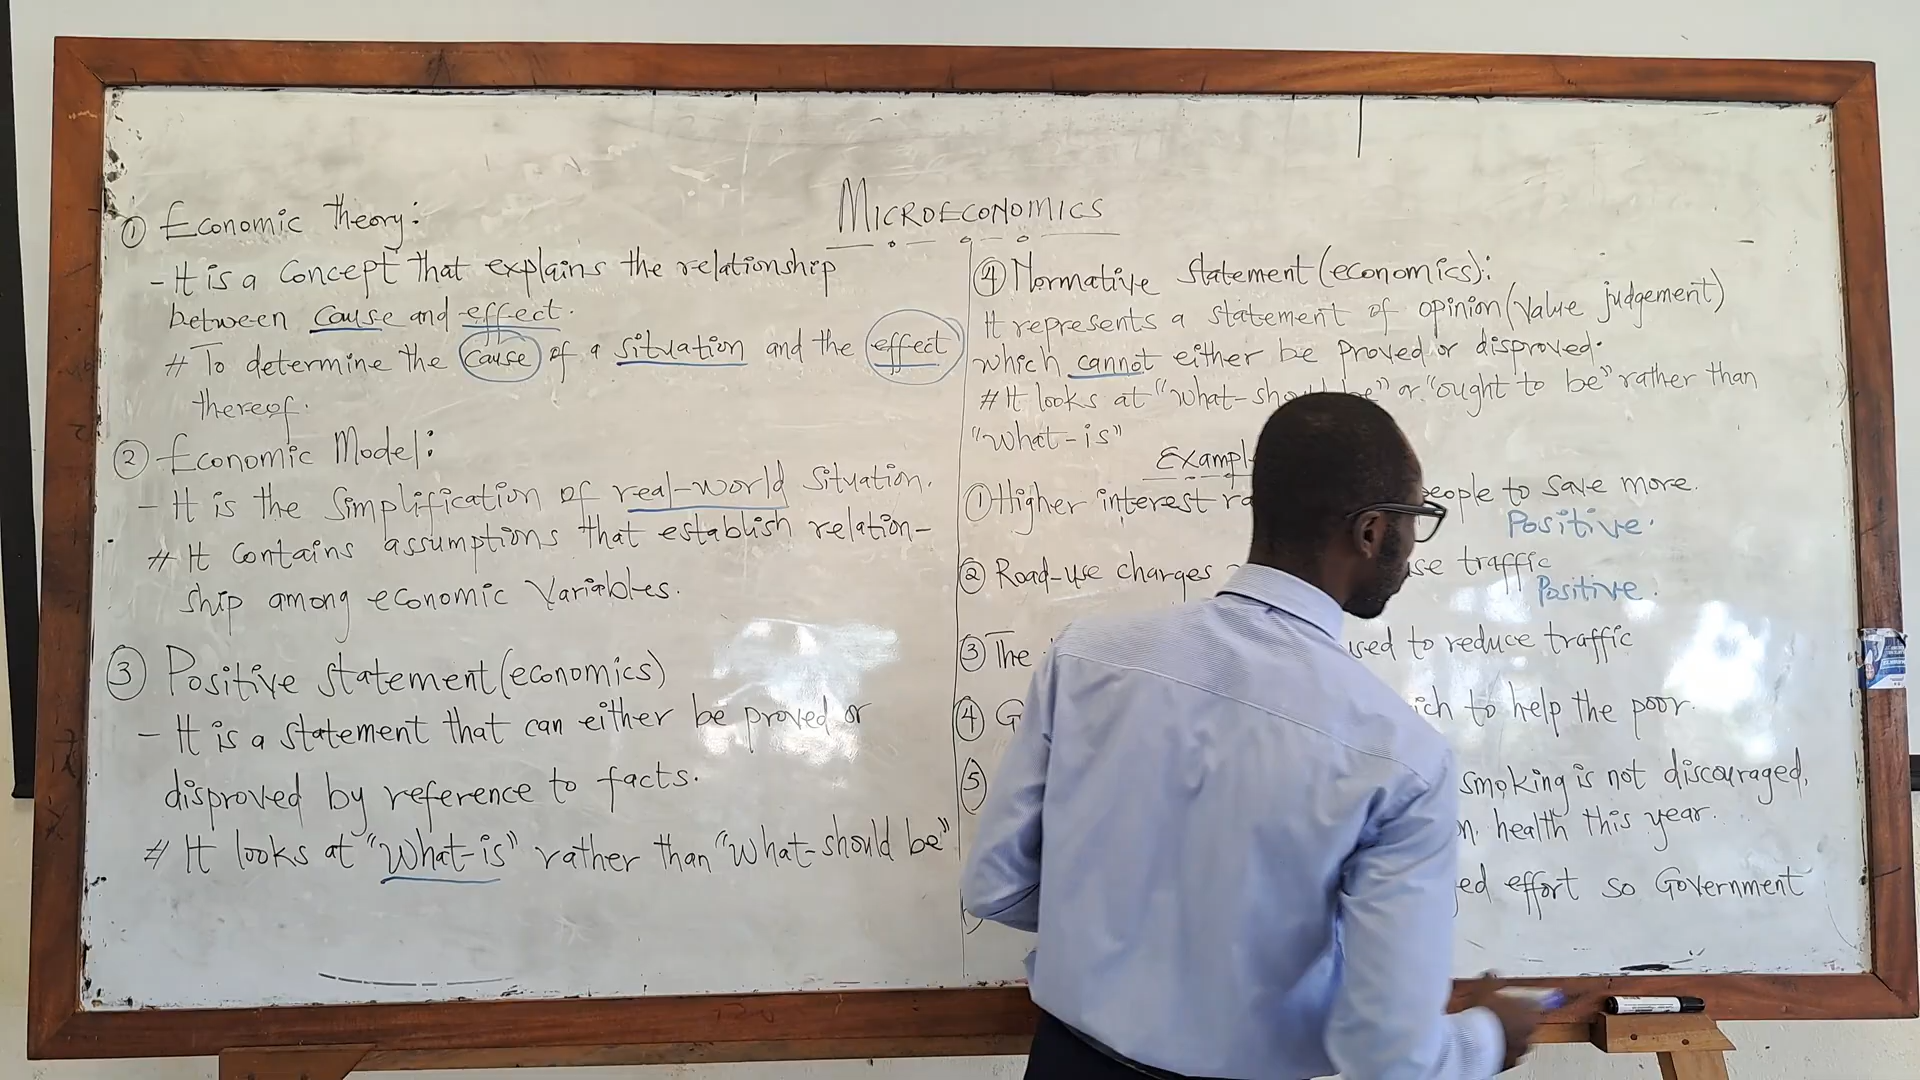 MICROECONOMICS
① Economic Theory:
- It is a concept that explains the relationship
between cause and effect.
# To determine the cause of a situation and the effect
thereof.
② Economic Model:
- It is the simplification of real-world situation.
# It contains assumptions that establish relation-
ship among economic variables.
③ Positive statement (economics)
- It is a statement that can either be proved or
disproved by reference to facts.
# It looks at "What-is" rather than "what-should be"
④ Normative statement (economics):
It represents a statement of opinion (value judgement)
which cannot either be proved or disproved.
# It looks at "what- be" or "ought to be" rather than
"what-is"
① Higher interest people to save more.
Positive.
② Road-use charges traffic
Positive.
③ The used to reduce traffic
④ to help the poor.
⑤ smoking is not discouraged,
health this year.
effort so Government